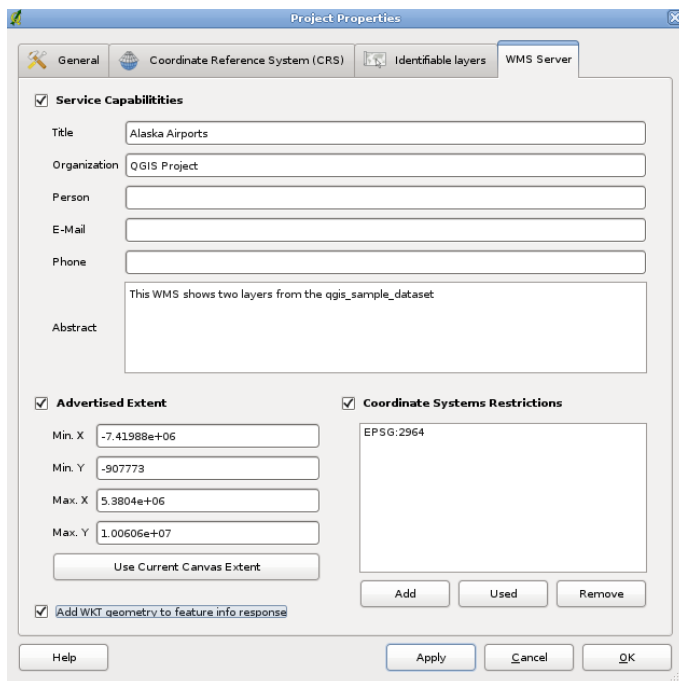 Project Properties
General
Coordinate Reference System (CRS)
Identifiable layers
WMS Server
Service Capabilitities
Title
Alaska Airports
Organization
QGIS Project
Person
E-Mail
Phone
Abstract
This WMS shows two layers from the qgis_sample_dataset
Advertised Extent
Min. X
-7.41988e+06
Min. Y
-907773
Max. X
5.3804e+06
Max. Y
1.00606e+07
Use Current Canvas Extent
Coordinate Systems Restrictions
EPSG:2964
Add
Used
Remove
Add WKT geometry to feature info response
Help
Apply
Cancel
OK